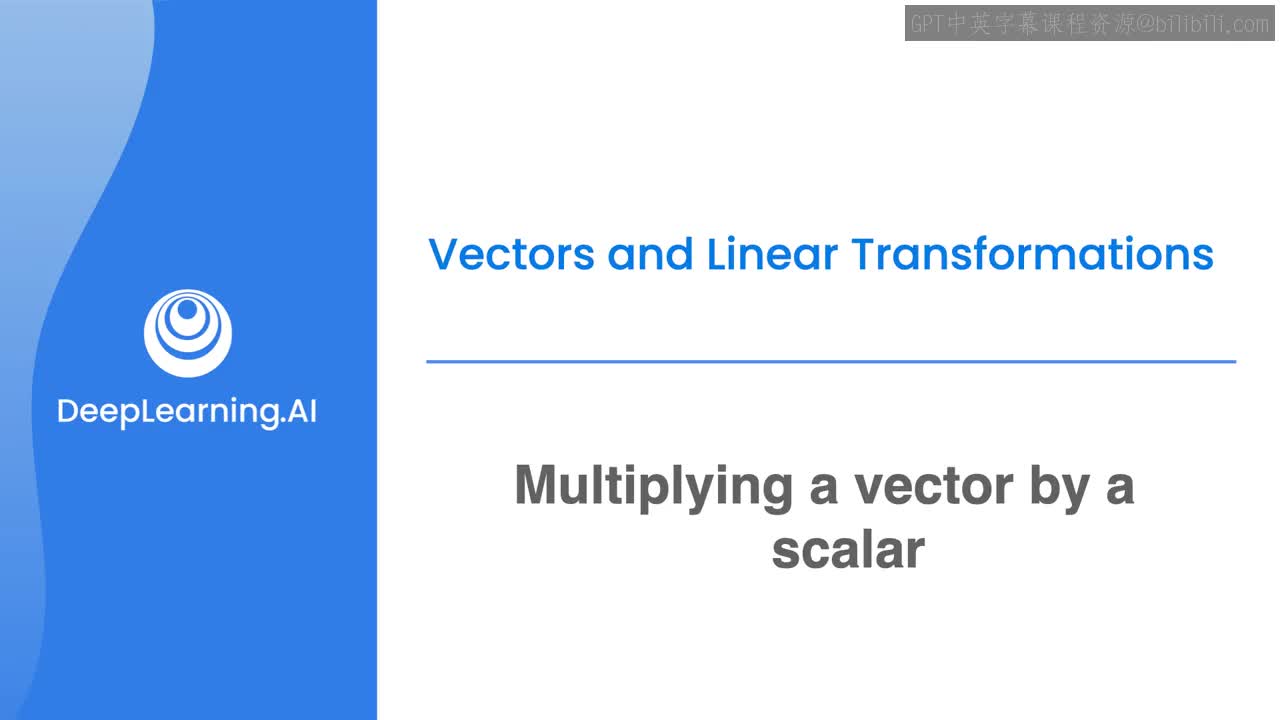 GPT中英字幕课程资源@bilibili.com
Vectors and Linear Transformations
DeepLearning.AI
Multiplying a vector by a
scalar